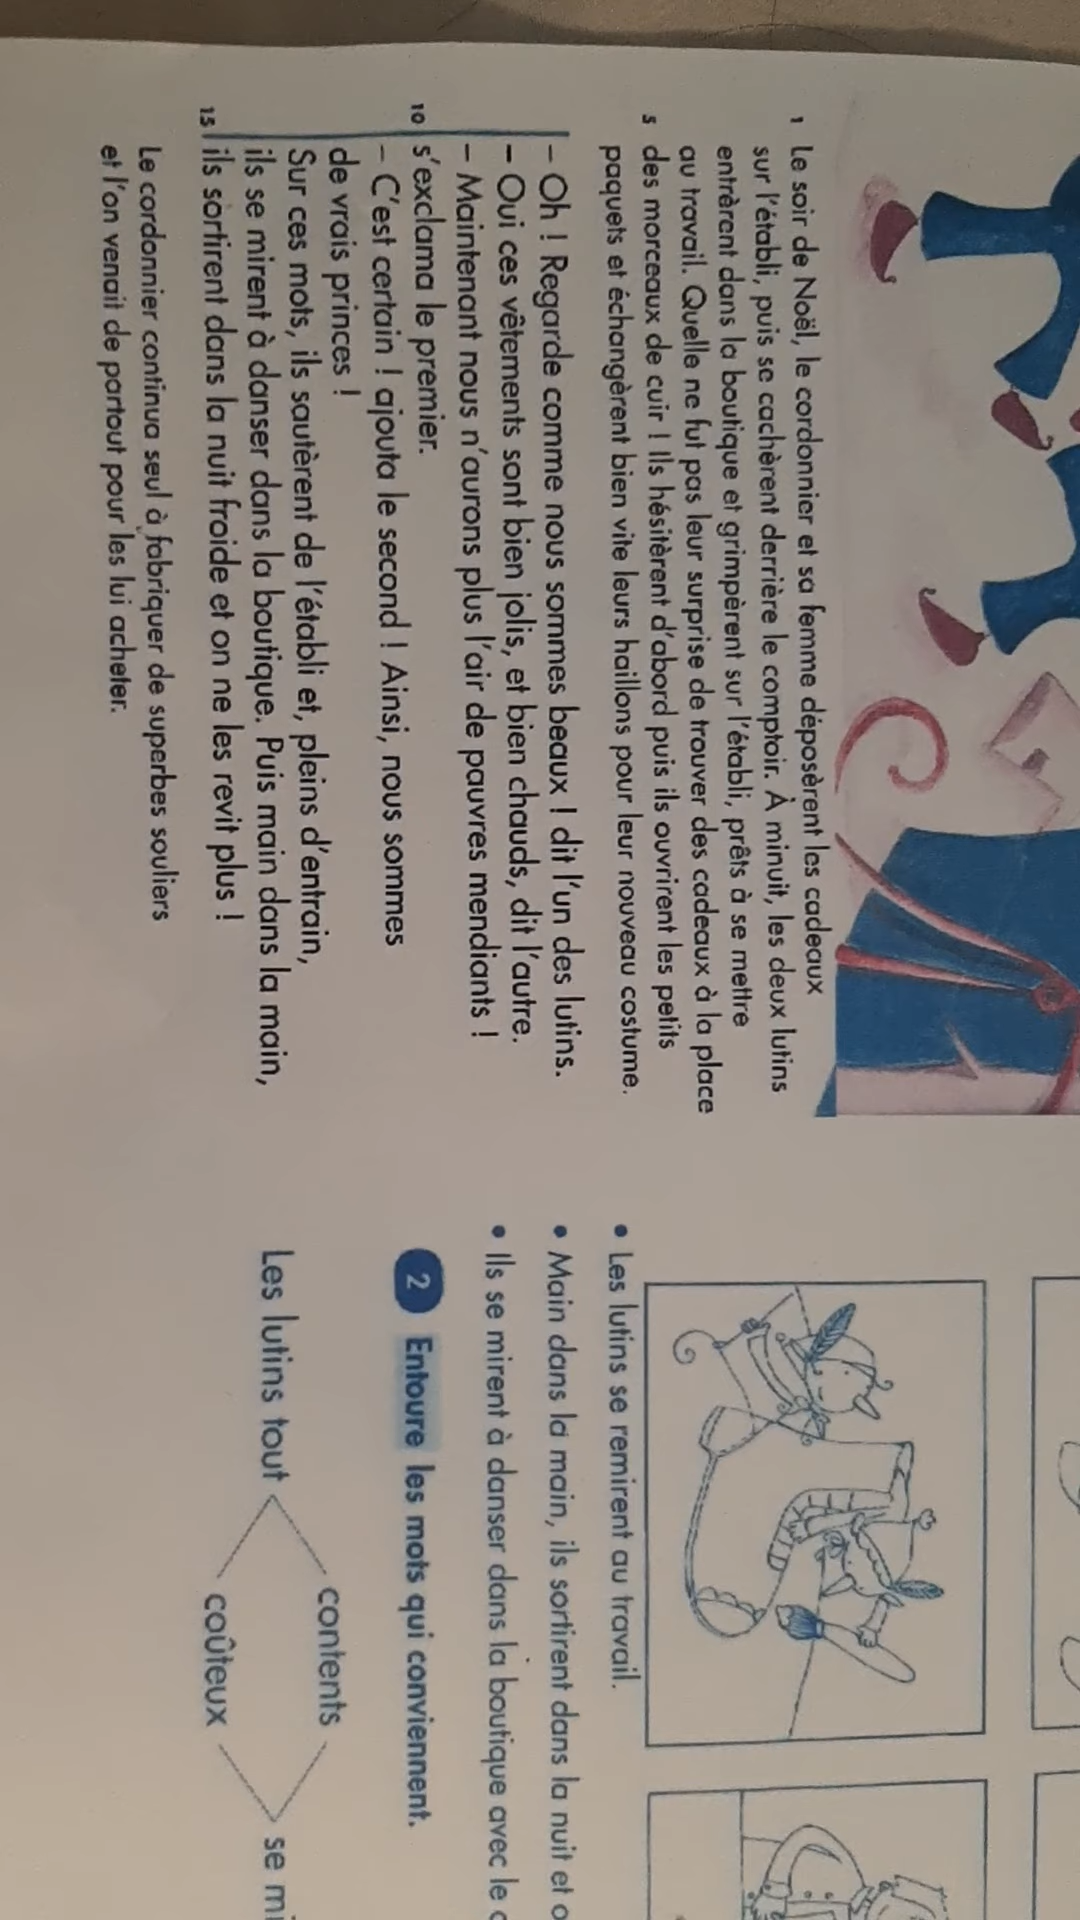 1 Le soir de Noël, le cordonnier et sa femme déposèrent les cadeaux
sur l'établi, puis se cachèrent derrière le comptoir. À minuit, les deux lutins
entrèrent dans la boutique et grimpèrent sur l'établi, prêts à se mettre
au travail. Quelle ne fut pas leur surprise de trouver des cadeaux à la place
5 des morceaux de cuir ! Ils hésitèrent d'abord puis ils ouvrirent les petits
paquets et échangèrent bien vite leurs haillons pour leur nouveau costume.
– Oh ! Regarde comme nous sommes beaux ! dit l'un des lutins.
– Oui ces vêtements sont bien jolis, et bien chauds, dit l'autre.
– Maintenant nous n'aurons plus l'air de pauvres mendiants !
10 s'exclama le premier.
– C'est certain ! ajouta le second ! Ainsi, nous sommes
de vrais princes !
Sur ces mots, ils sautèrent de l'établi et, pleins d'entrain,
ils se mirent à danser dans la boutique. Puis main dans la main,
15 ils sortirent dans la nuit froide et on ne les revit plus !
Le cordonnier continua seul à fabriquer de superbes souliers
et l'on venait de partout pour les lui acheter.
• Les lutins se remirent au travail.
• Main dans la main, ils sortirent dans la nuit et
• Ils se mirent à danser dans la boutique avec le
2 Entoure les mots qui conviennent.
contents
Les lutins tout se
coûteux